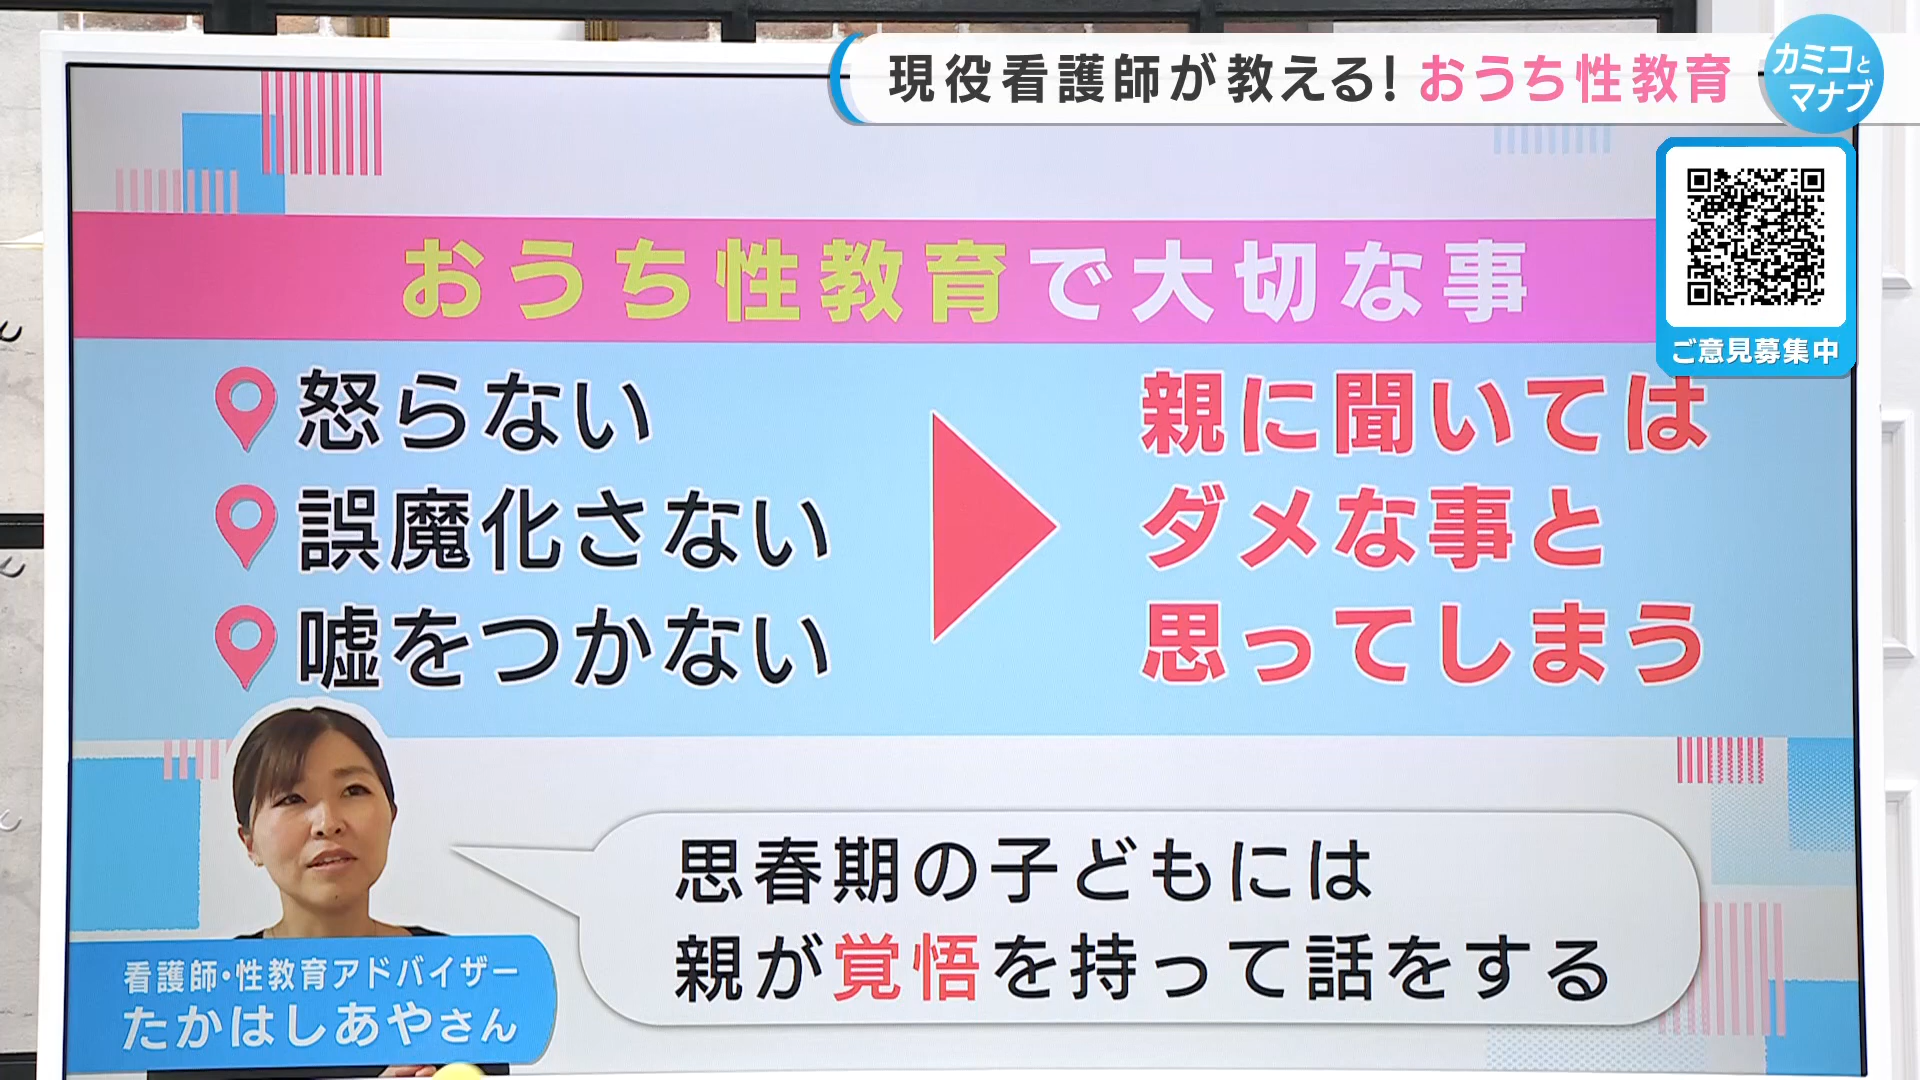 現役看護師が教える!おうち性教育
カミコと
マナブ
ご意見募集中
おうち性教育で大切な事
怒らない
誤魔化さない
嘘をつかない
親に聞いては
ダメな事と
思ってしまう
思春期の子どもには
親が覚悟を持って話をする
看護師・性教育アドバイザー
たかはしあやさん